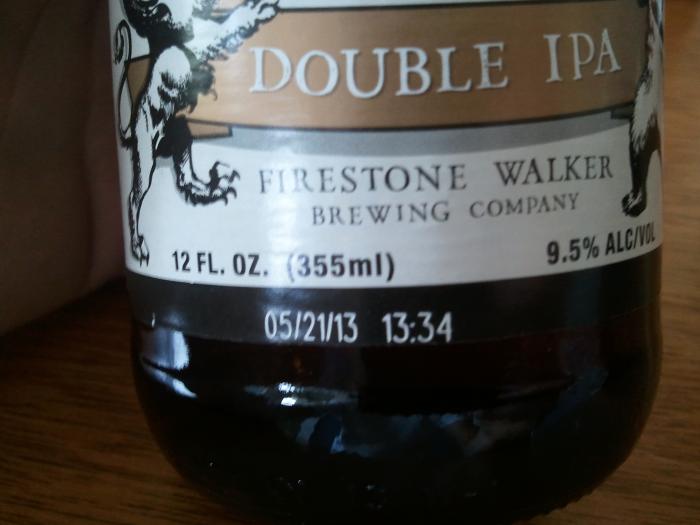 DOUBLE IPA
FIRESTONE WALKER
BREWING COMPANY
12 FL. OZ. (355ml)
9.5% ALC/VOL
05/21/13 13:34